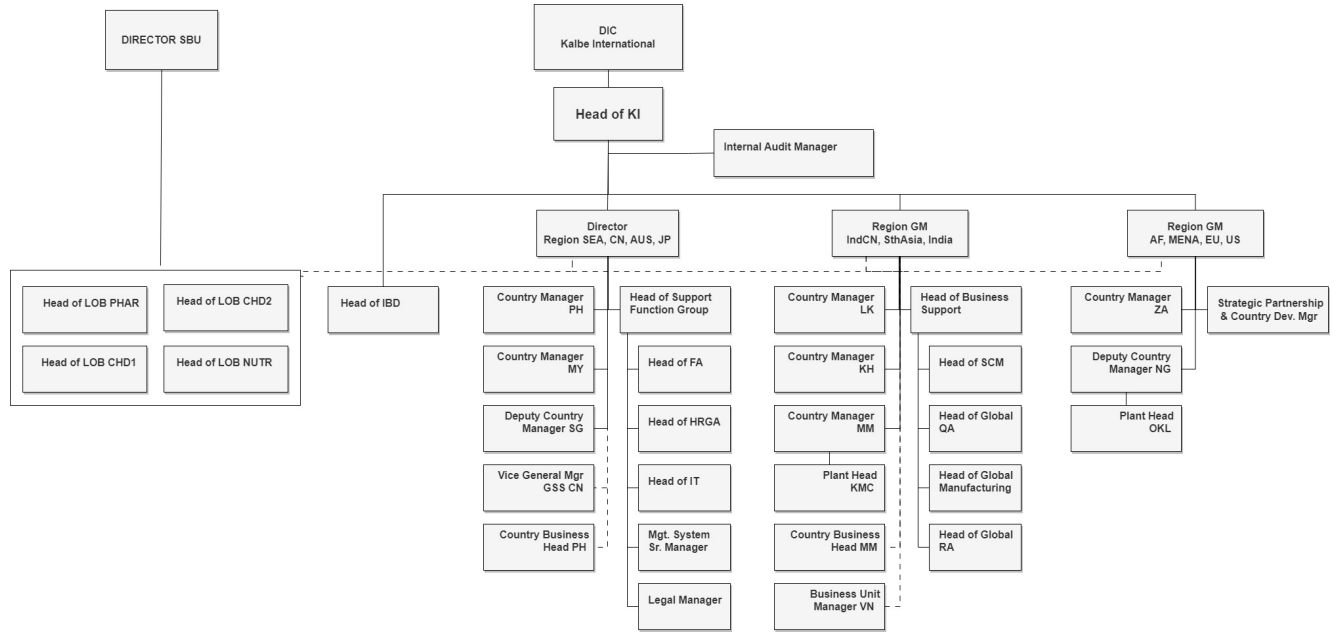 DIRECTOR SBU
DIC
Kalbe International
Head of KI
Internal Audit Manager
Director
Region SEA, CN, AUS, JP
Region GM
IndCN, SthAsia, India
Region GM
AF, MENA, EU, US
Head of LOB PHAR
Head of LOB CHD2
Head of LOB CHD1
Head of LOB NUTR
Head of IBD
Country Manager
PH
Country Manager
MY
Deputy Country
Manager SG
Vice General Mgr
GSS CN
Country Business
Head PH
Head of Support
Function Group
Head of FA
Head of HRGA
Head of IT
Mgt. System
Sr. Manager
Legal Manager
Country Manager
LK
Country Manager
KH
Country Manager
MM
Plant Head
KMC
Country Business
Head MM
Business Unit
Manager VN
Head of Business
Support
Head of SCM
Head of Global
QA
Head of Global
Manufacturing
Head of Global
RA
Country Manager
ZA
Deputy Country
Manager NG
Plant Head
OKL
Strategic Partnership
& Country Dev. Mgr